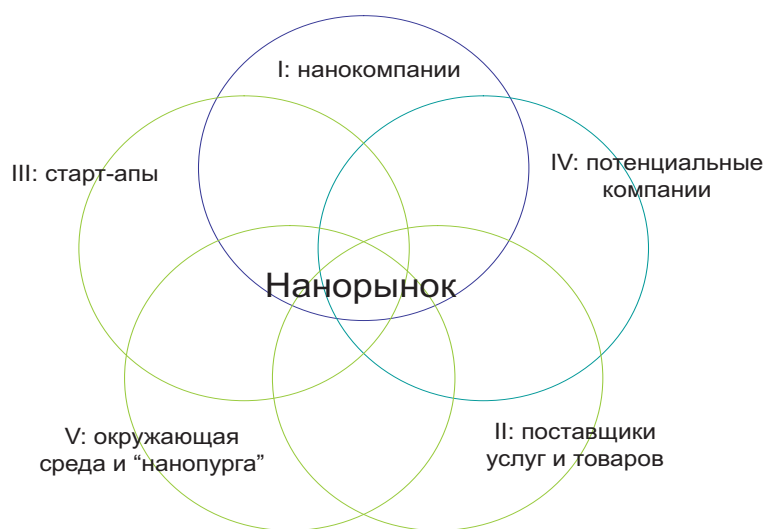 I: нанокомпании
III: старт-апы
IV: потенциальные
компании
Нанорынок
V: окружающая
среда и “нанопурга”
II: поставщики
услуг и товаров